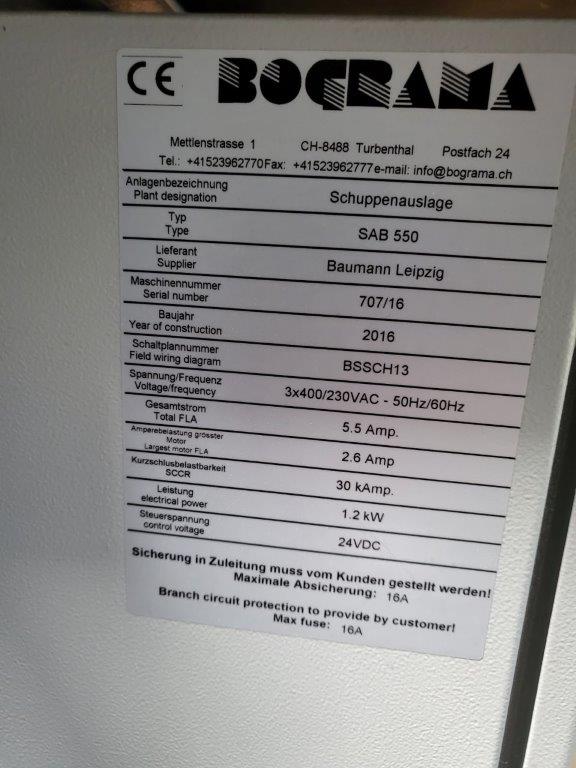 CE BOGRAMA
Mettlenstrasse 1 CH-8488 Turbenthal Postfach 24
Tel.: +41523962770Fax: +41523962777e-mail: info@bograma.ch
Anlagenbezeichnung
Plant designation Schuppenauslage
Typ
Type SAB 550
Lieferant
Supplier Baumann Leipzig
Maschinennummer
Serial number 707/16
Baujahr
Year of construction 2016
Schaltplannummer
Field wiring diagram BSSCH13
Spannung/Frequenz
Voltage/frequency 3x400/230VAC - 50Hz/60Hz
Gesamtstrom
Total FLA 5.5 Amp.
Amperebelastung grösster
Motor
Largest motor FLA 2.6 Amp
Kurzschlusbelastbarkeit
SCCR 30 kAmp.
Leistung
electrical power 1.2 kW
Steuerspannung
control voltage 24VDC
Sicherung in Zuleitung muss vom Kunden gestellt werden!
Maximale Absicherung: 16A
Branch circuit protection to provide by customer!
Max fuse: 16A